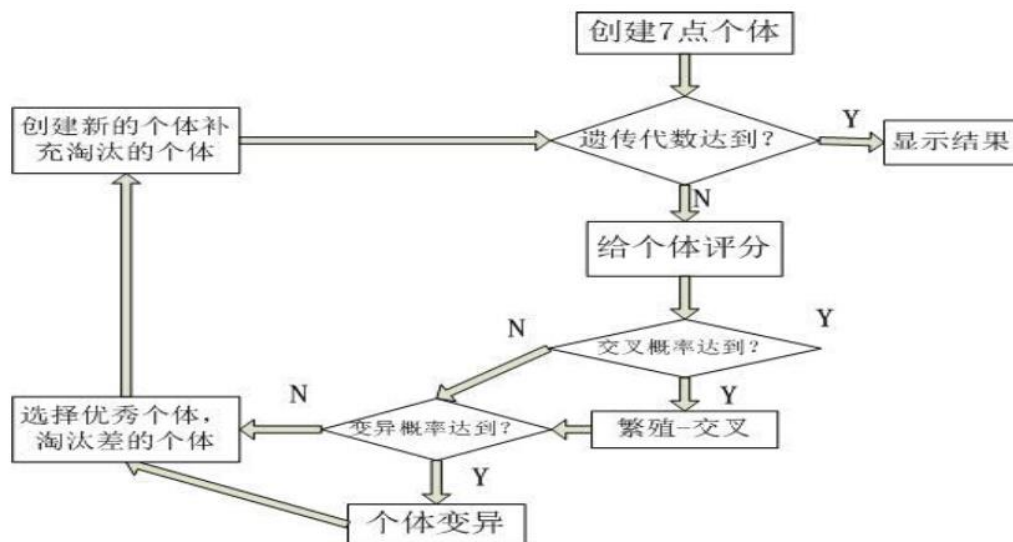 创建7点个体
创建新的个体补
充淘汰的个体
遗传代数达到?
Y
显示结果
N
给个体评分
N
Y
交叉概率达到?
选择优秀个体,
淘汰差的个体
N
变异概率达到?
Y
繁殖-交叉
Y
个体变异